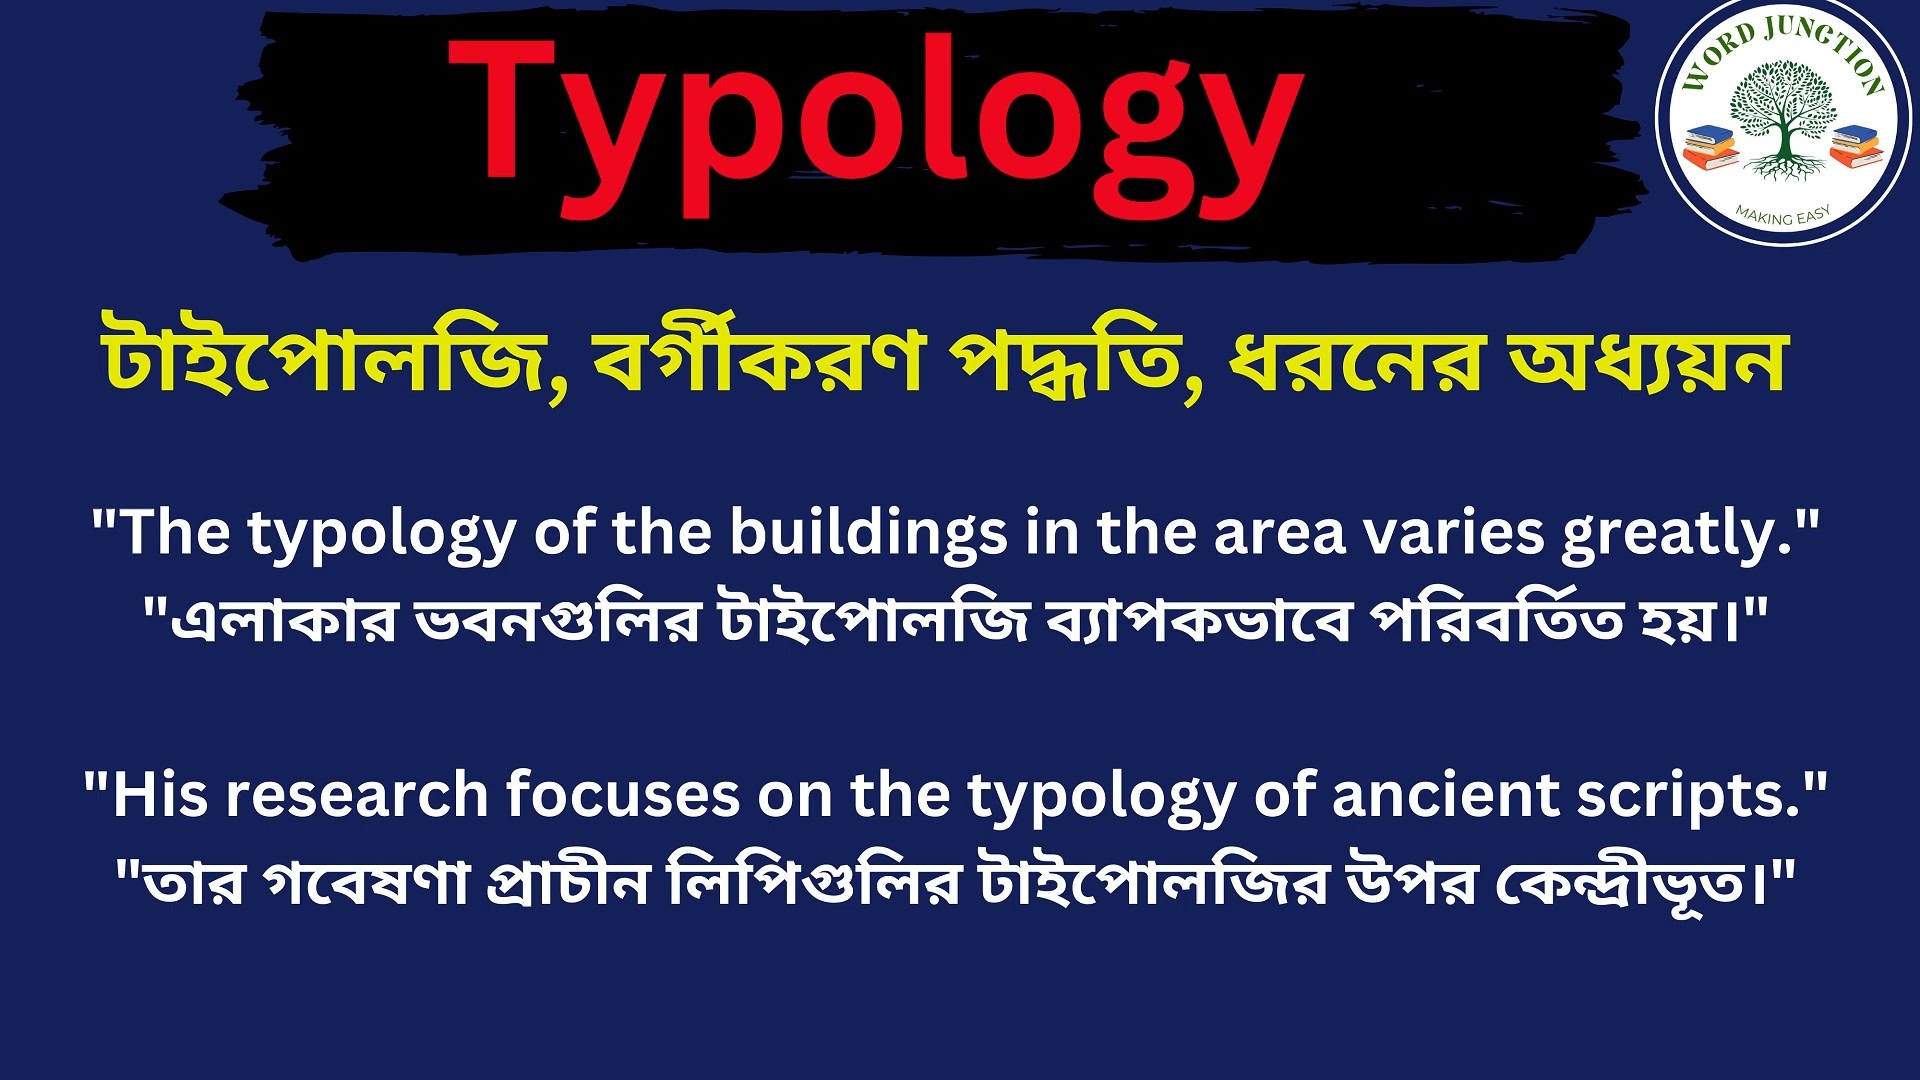 Typology
WORD JUNCTION
MAKING EASY
টাইপোলজি, বর্গীকরণ পদ্ধতি, ধরনের অধ্যয়ন
"The typology of the buildings in the area varies greatly."
"এলাকার ভবনগুলির টাইপোলজি ব্যাপকভাবে পরিবর্তিত হয়।"
"His research focuses on the typology of ancient scripts."
"তার গবেষণা প্রাচীন লিপিগুলির টাইপোলজির উপর কেন্দ্রীভূত।"